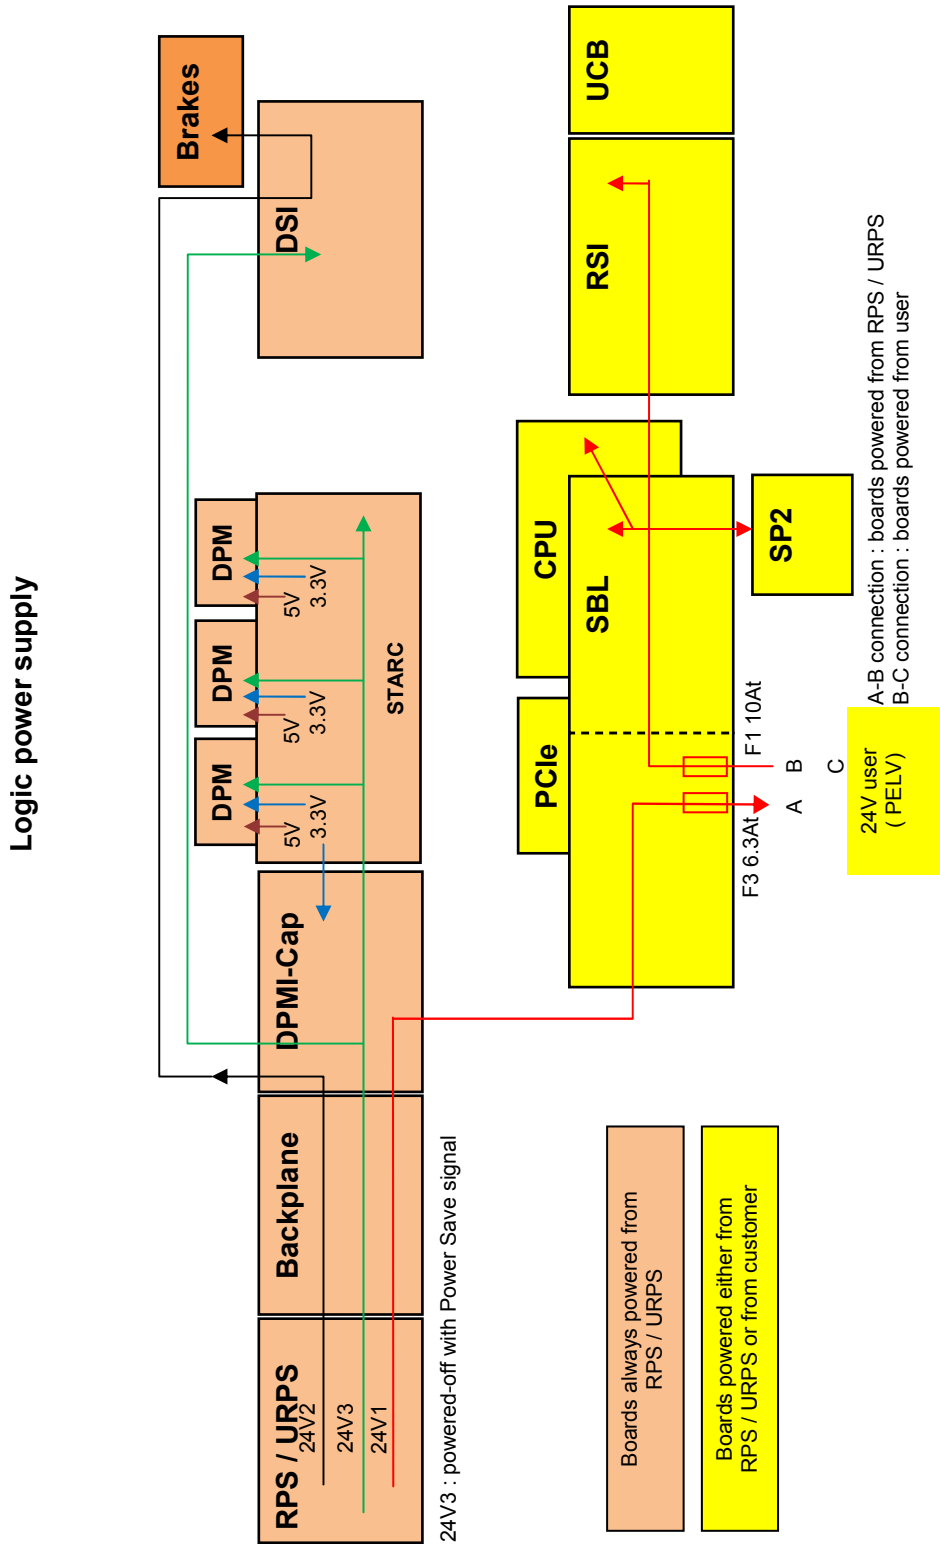 Logic power supply
Brakes
DSI
DPM
DPM
DPM
5V
3.3V
5V
3.3V
5V
3.3V
STARC
DPMI-Cap
Backplane
RPS / URPS
24V2
24V3
24V1
24V3 : powered-off with Power Save signal
UCB
RSI
CPU
SBL
PCIe
SP2
F1 10At
F3 6.3At
A
B
C
24V user
( PELV)
A-B connection : boards powered from RPS / URPS
B-C connection : boards powered from user
Boards always powered from
RPS / URPS
Boards powered either from
RPS / URPS or from customer